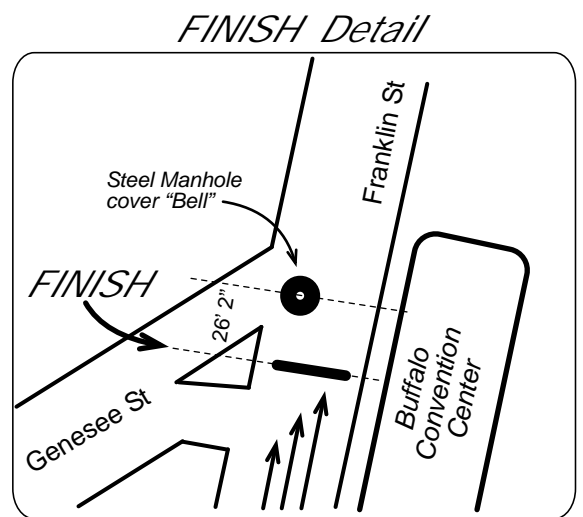 FINISH Detail
Franklin St
Steel Manhole
cover “Bell”
FINISH
26’ 2”
Genesee St
Buffalo
Convention
Center